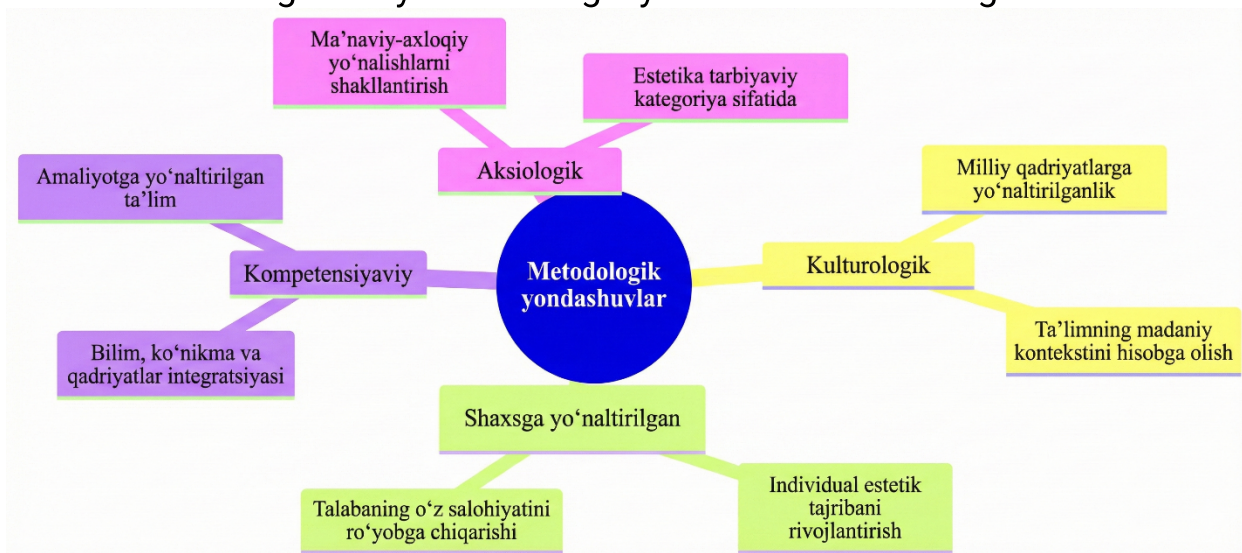 Ma’naviy-axloqiy
yo‘nalishlarni
shakllantirish
Estetika tarbiyaviy
kategoriya sifatida
Aksiologik
Amaliyotga yo‘naltirilgan
ta’lim
Kompetensiyaviy
Bilim, ko‘nikma va
qadriyatlar integratsiyasi
Metodologik
yondashuvlar
Milliy qadriyatlarga
yo‘naltirilganlik
Kulturologik
Ta’limning madaniy
kontekstini hisobga olish
Shaxsga yo‘naltirilgan
Talabaning o‘z salohiyatini
ro‘yobga chiqarishi
Individual estetik
tajribani
rivojlantirish